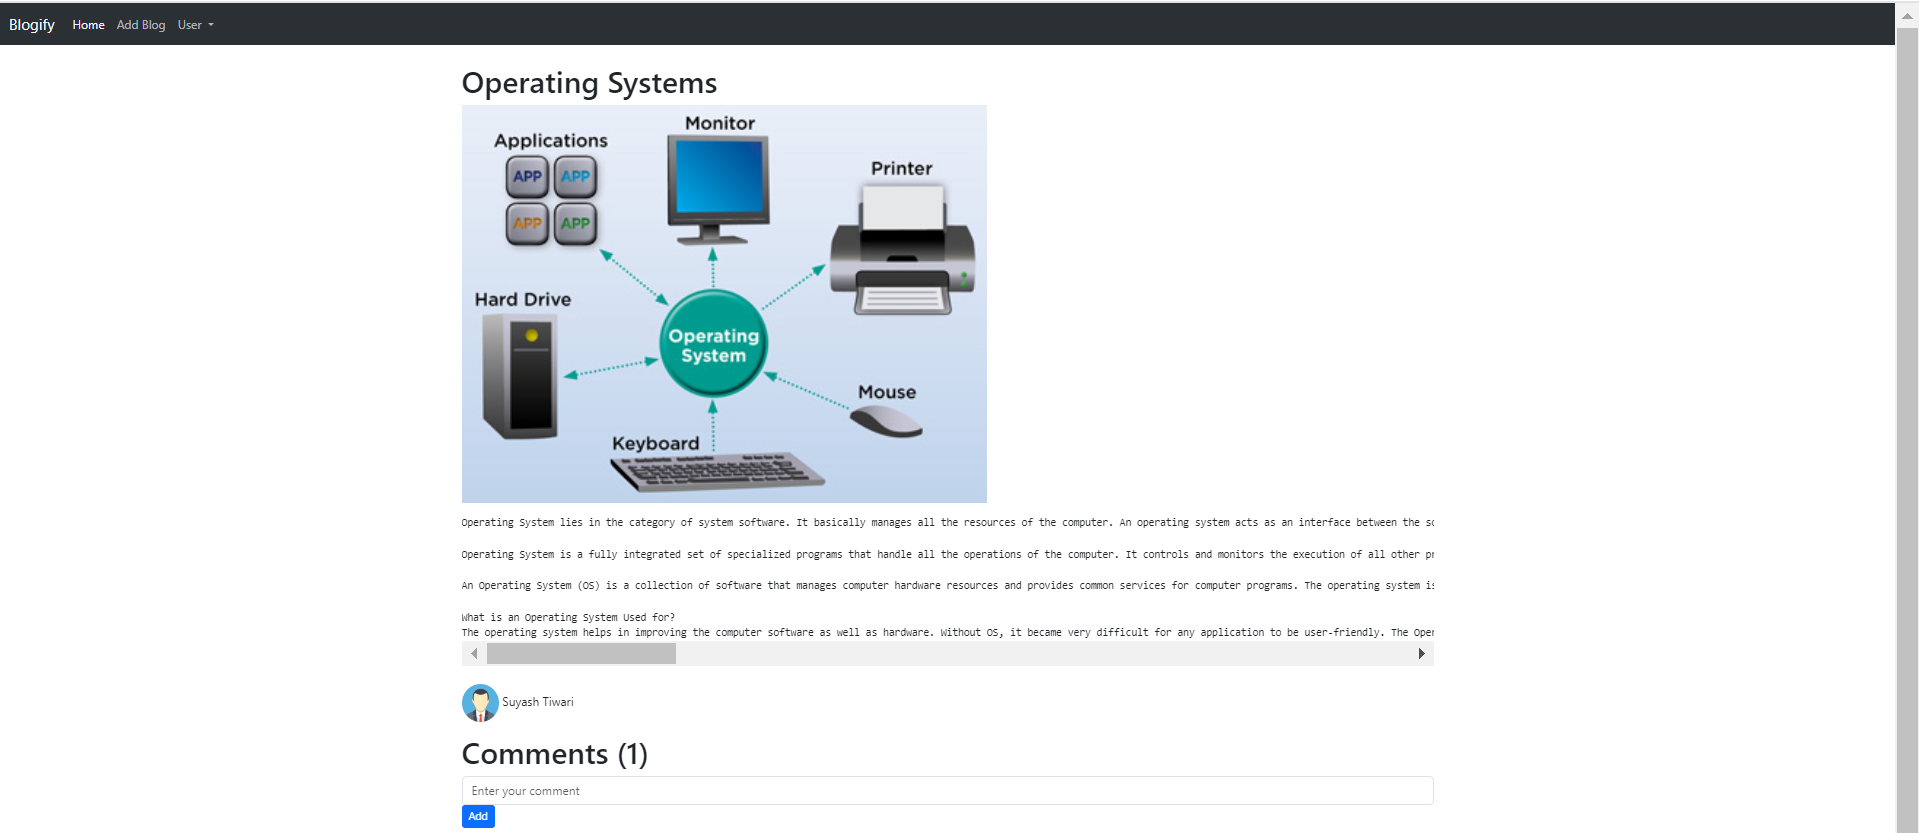 Blogify Home Add Blog User
Operating Systems
Monitor
Applications
Printer
APP APP
APP APP
Hard Drive
Operating
System
Mouse
Keyboard
Operating System lies in the category of system software. It basically manages all the resources of the computer. An operating system acts as an interface between the
Operating System is a fully integrated set of specialized programs that handle all the operations of the computer. It controls and monitors the execution of all other
An Operating System (OS) is a collection of software that manages computer hardware resources and provides common services for computer programs. The operating system is
What is an Operating System Used for?
The operating system helps in improving the computer software as well as hardware. Without OS, it became very difficult for any application to be user-friendly. The
Suyash Tiwari
Comments (1)
Enter your comment
Add